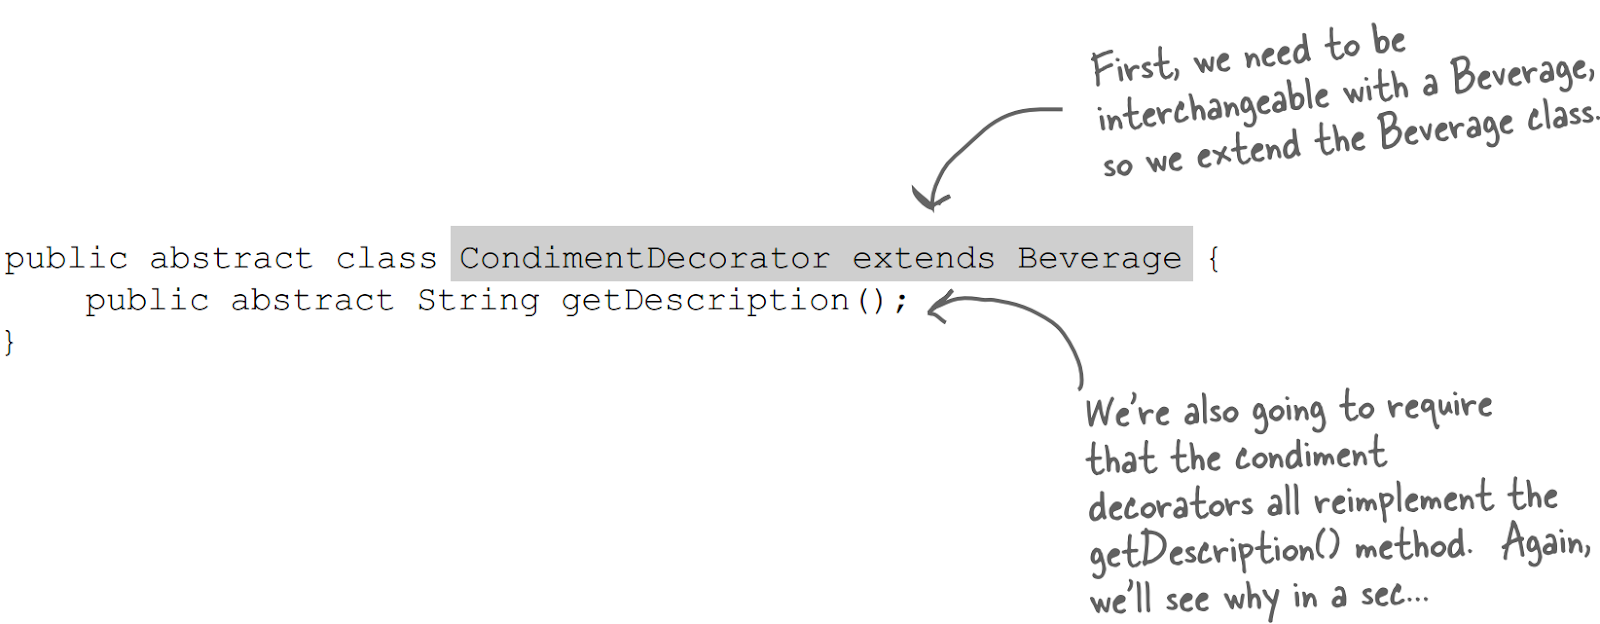 First, we need to be
interchangeable with a Beverage,
so we extend the Beverage class.
public abstract class CondimentDecorator extends Beverage {
    public abstract String getDescription();
}
We're also going to require
that the condiment
decorators all reimplement the
getDescription() method. Again,
we'll see why in a sec...